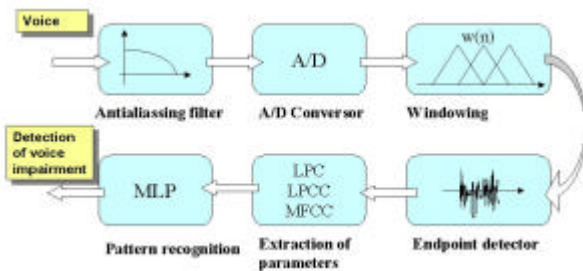 Voice
A/D
w(n)
Antialiassing filter
A/D Conversor
Windowing
Detection
of voice
impairment
MLP
LPC
LPCC
MFCC
Pattern recognition
Extraction of
parameters
Endpoint detector